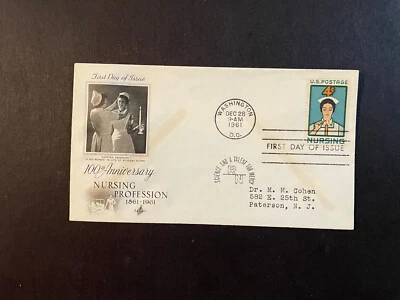 First Day of Issue
100th Anniversary
NURSING
PROFESSION
1861-1961
WASHINGTON
DEC 28
9-AM
1961
D.C.
U.S. POSTAGE
4¢
NURSING
FIRST DAY OF ISSUE
Dr. M. M. Cohen
582 E. 25th St.
Paterson, N. J.